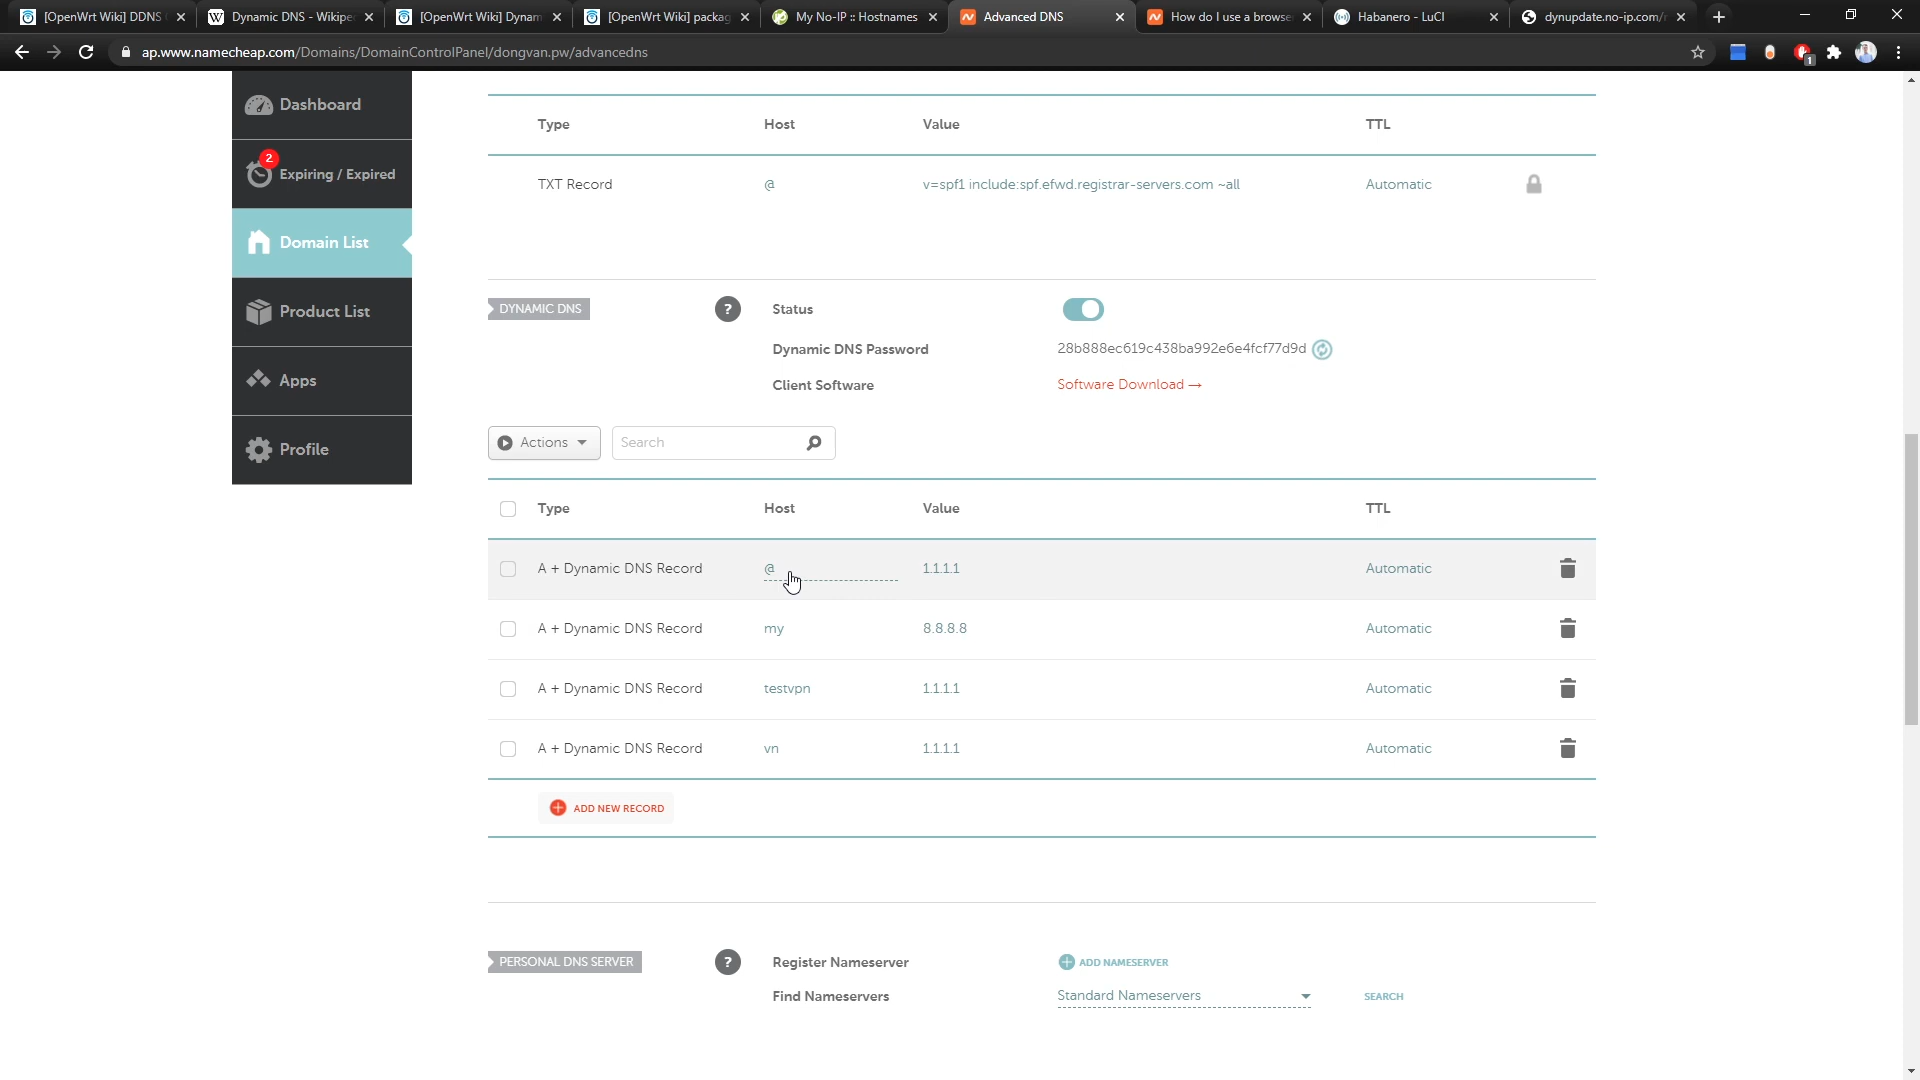 [OpenWrt Wiki] DDNS
Dynamic DNS - Wikipe
[OpenWrt Wiki] Dynam
[OpenWrt Wiki] packag
My No-IP :: Hostnames
Advanced DNS
How do I use a browse
Habanero - LuCI
dynupdate.no-ip.com/
ap.www.namecheap.com/Domains/DomainControlPanel/dongvan.pw/advancedns
1
Dashboard
2
Expiring / Expired
Domain List
Product List
Apps
Profile
Type Host Value TTL
TXT Record @ v=spf1 include:spf.efwd.registrar-servers.com ~all Automatic
DYNAMIC DNS ? Status
Dynamic DNS Password 28b888ec619c438ba992e6e4fcf77d9d
Client Software Software Download →
Actions Search
Type Host Value TTL
A + Dynamic DNS Record @ 1.1.1.1 Automatic
A + Dynamic DNS Record my 8.8.8.8 Automatic
A + Dynamic DNS Record testvpn 1.1.1.1 Automatic
A + Dynamic DNS Record vn 1.1.1.1 Automatic
ADD NEW RECORD
PERSONAL DNS SERVER ? Register Nameserver ADD NAMESERVER
Find Nameservers Standard Nameservers SEARCH